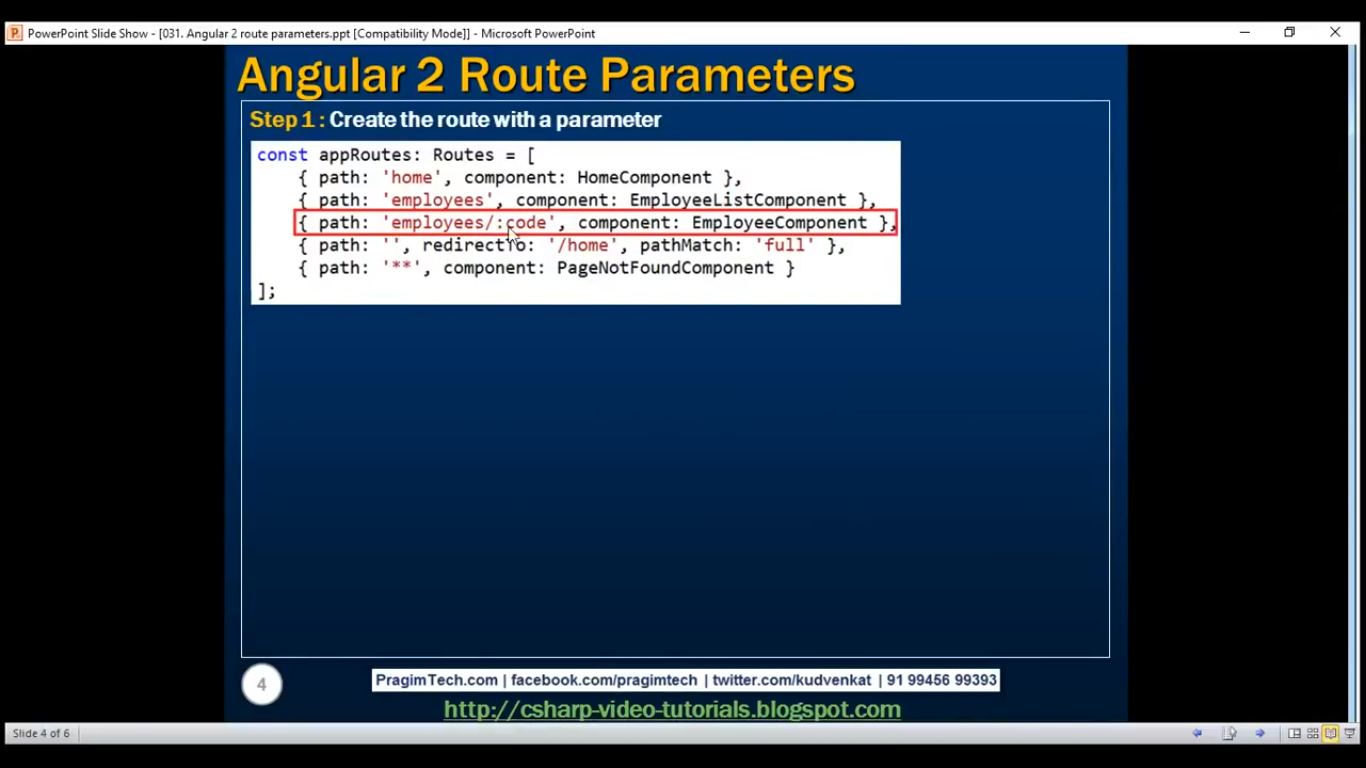 PowerPoint Slide Show - [031. Angular 2 route parameters.ppt [Compatibility Mode]] - Microsoft PowerPoint
Angular 2 Route Parameters
Step 1 : Create the route with a parameter
const appRoutes: Routes = [
{ path: 'home', component: HomeComponent },
{ path: 'employees', component: EmployeeListComponent },
{ path: 'employees/:code', component: EmployeeComponent },
{ path: '', redirectTo: '/home', pathMatch: 'full' },
{ path: '**', component: PageNotFoundComponent }
];
4
PragimTech.com | facebook.com/pragimtech | twitter.com/kudvenkat | 91 99456 99393
http://csharp-video-tutorials.blogspot.com
Slide 4 of 6